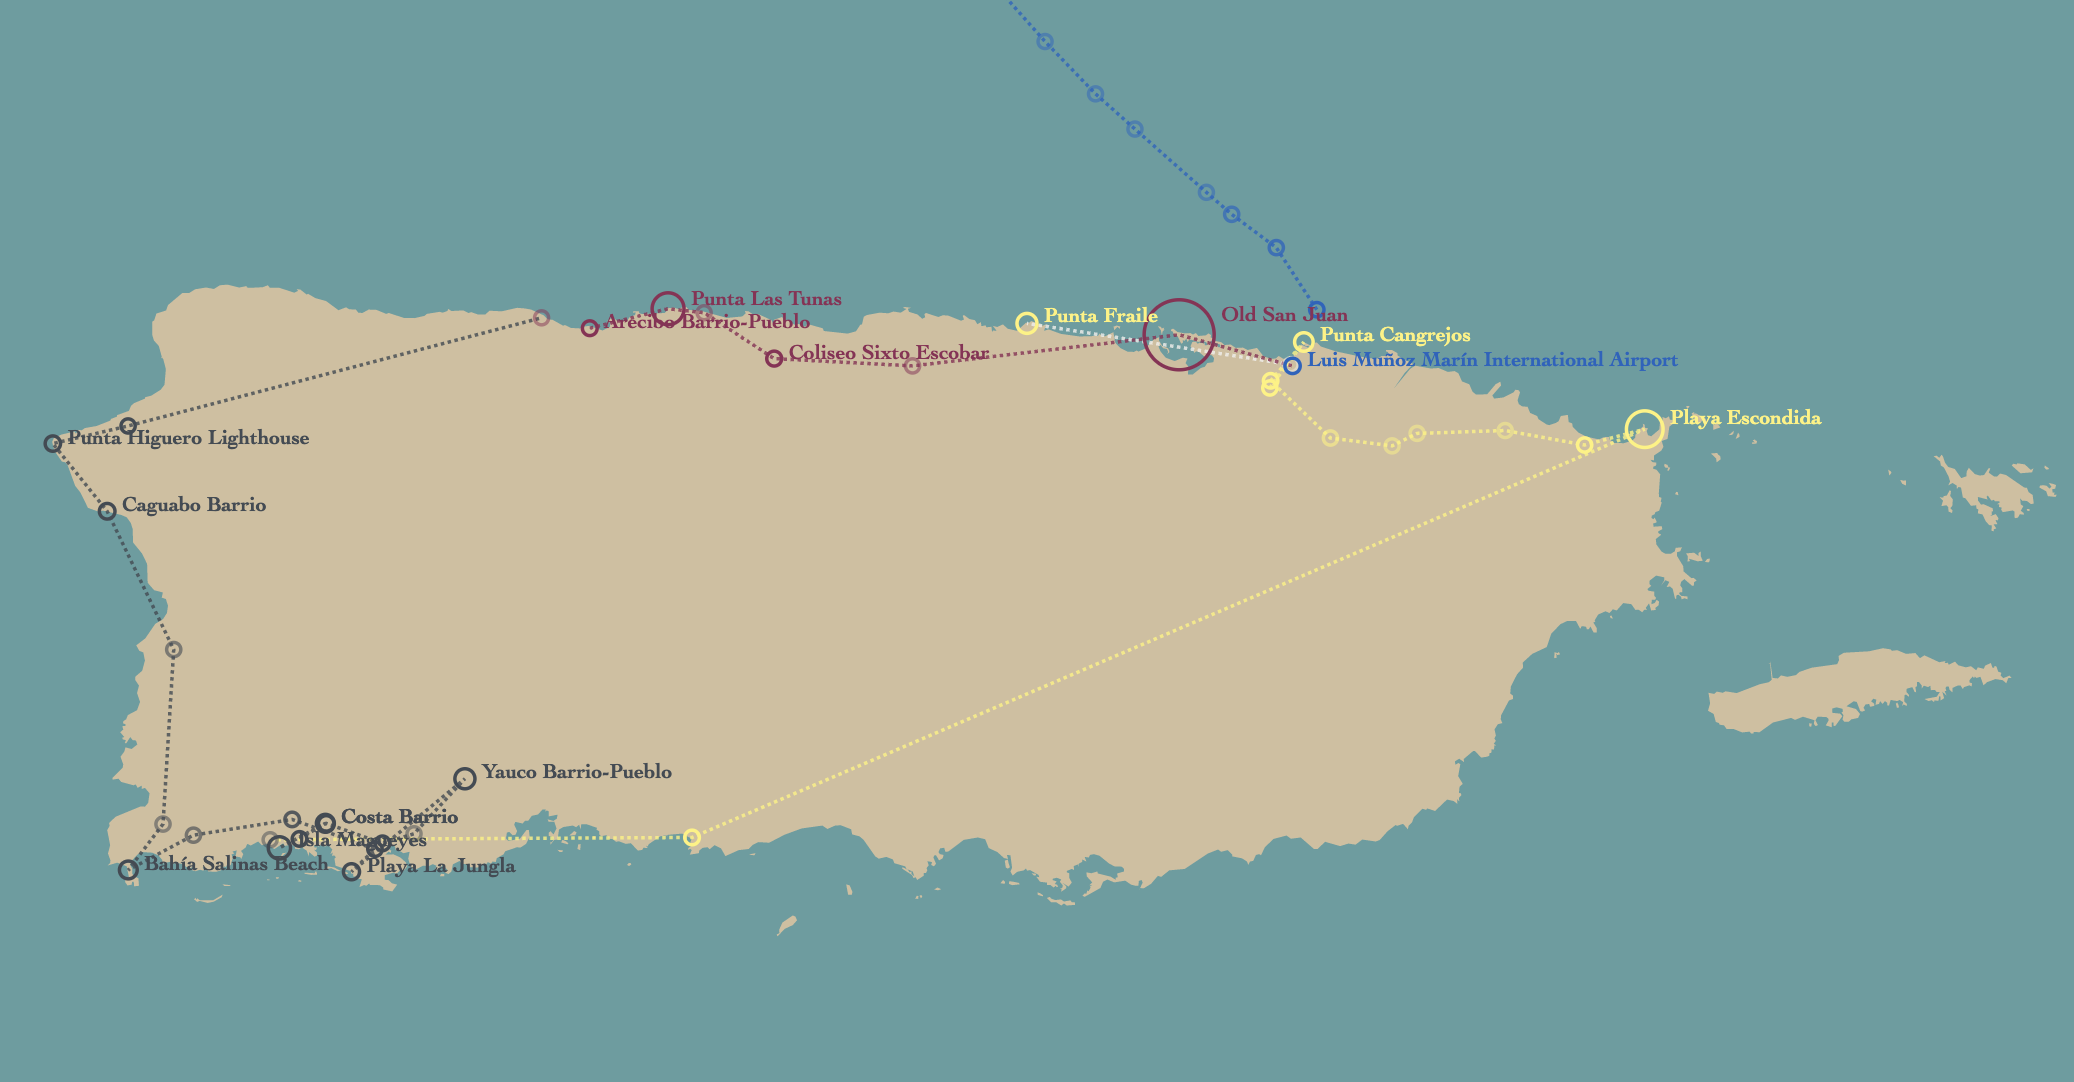 Punta Las Tunas
Arecibo Barrio-Pueblo
Punta Fraile
Old San Juan
Punta Cangrejos
Coliseo Sixto Escobar
Luis Muñoz Marín International Airport
Playa Escondida
Punta Higuero Lighthouse
Caguabo Barrio
Yauco Barrio-Pueblo
Costa Barrio
Isla Magueyes
Bahía Salinas Beach
Playa La Jungla